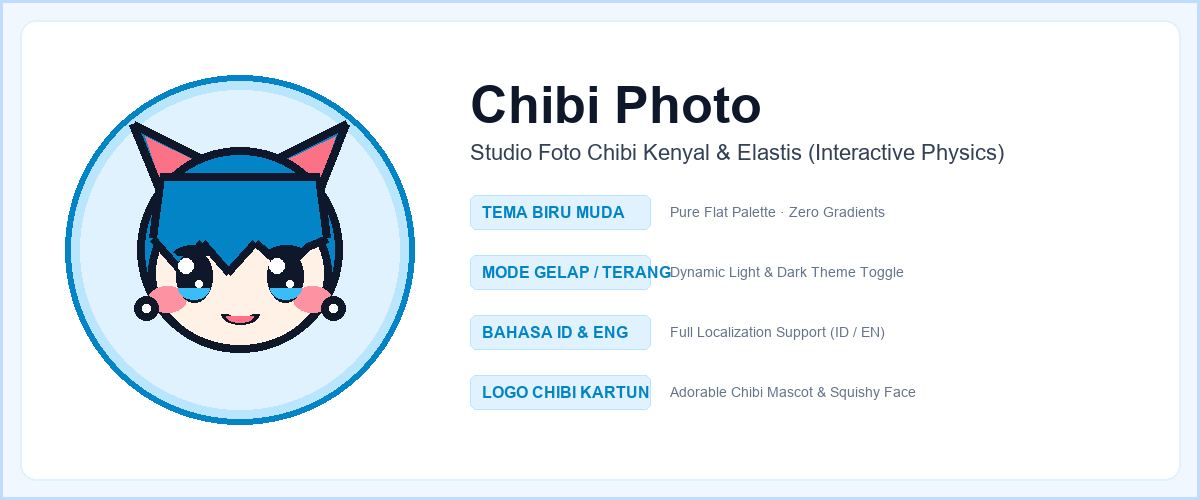 Chibi Photo
Studio Foto Chibi Kenyal & Elastis (Interactive Physics)
TEMA BIRU MUDA Pure Flat Palette · Zero Gradients
MODE GELAP / TERANG Dynamic Light & Dark Theme Toggle
BAHASA ID & ENG Full Localization Support (ID / EN)
LOGO CHIBI KARTUN Adorable Chibi Mascot & Squishy Face